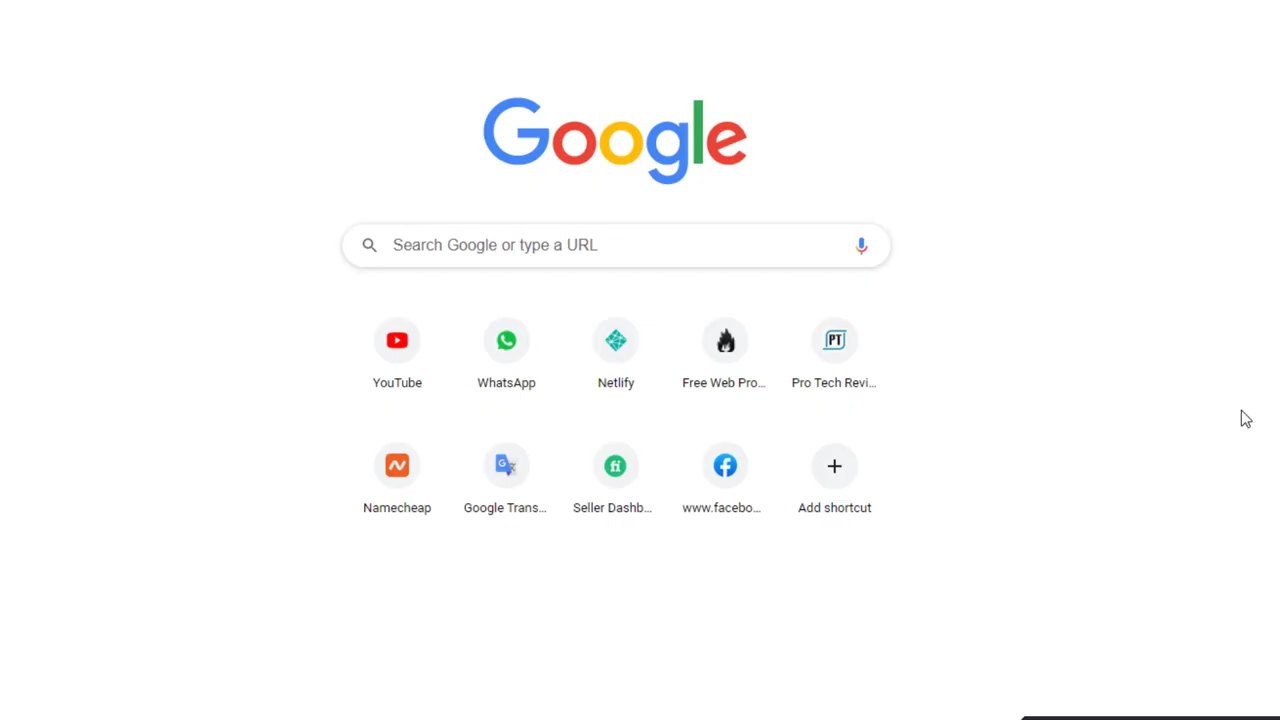 Google
Search Google or type a URL
YouTube
WhatsApp
Netlify
Free Web Pro...
PT
Pro Tech Revi...
Namecheap
G
Google Trans...
fi
Seller Dashb...
www.facebo...
Add shortcut